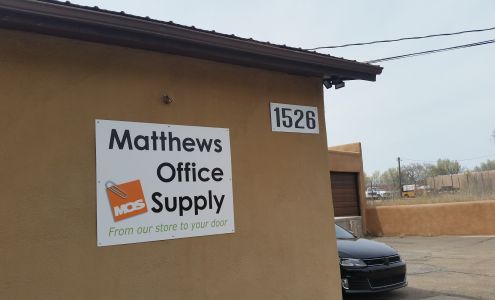 Matthews
Office
Supply
MOS
From our store to your door
1526